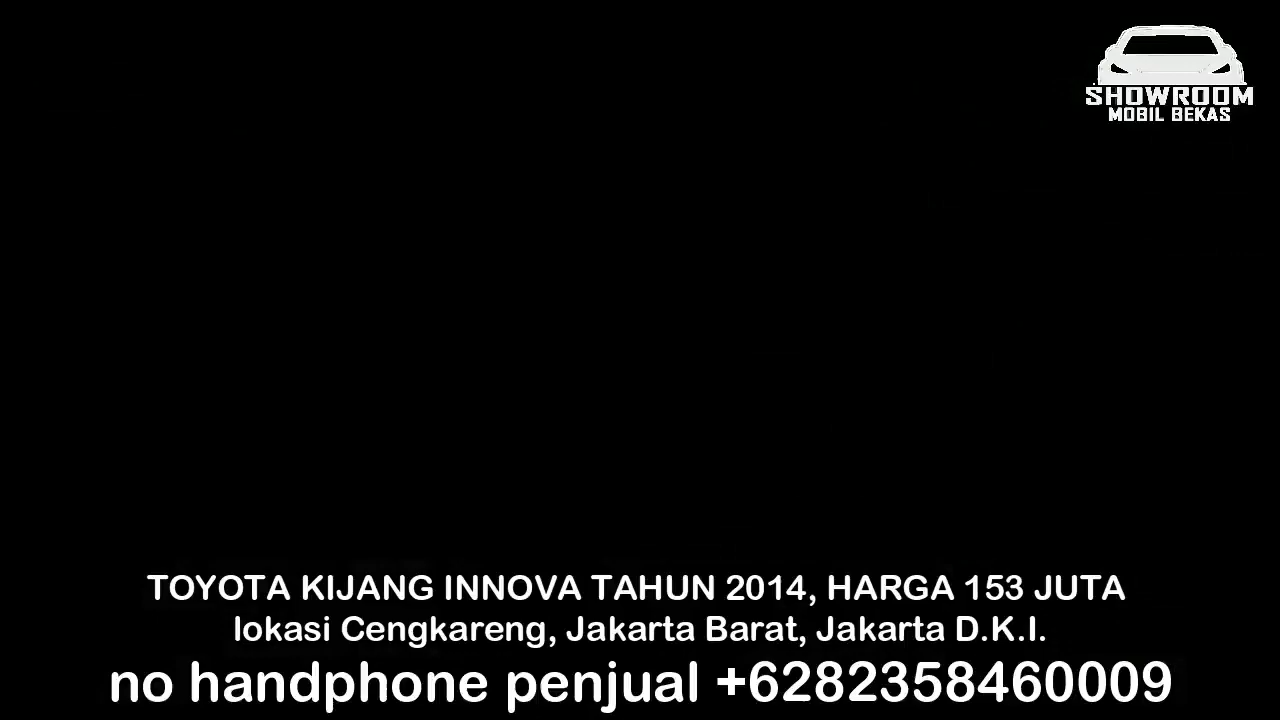 SHOWROOM
MOBIL BEKAS
TOYOTA KIJANG INNOVA TAHUN 2014, HARGA 153 JUTA
lokasi Cengkareng, Jakarta Barat, Jakarta D.K.I.
no handphone penjual +6282358460009